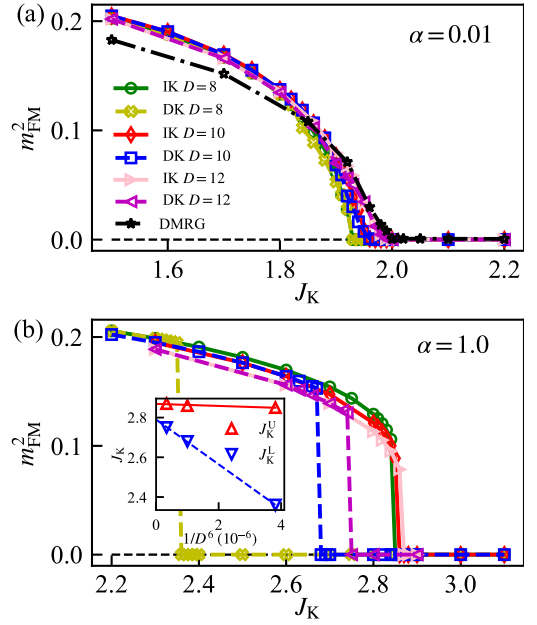 (a)
α = 0.01
m²FM
0.2
0.1
0.0
IK D = 8
DK D = 8
IK D = 10
DK D = 10
IK D = 12
DK D = 12
DMRG
1.6
1.8
2.0
2.2
JK
(b)
α = 1.0
m²FM
0.2
0.1
0.0
JK
2.8
2.6
2.4
JKU
JKL
0
2
4
1/D⁶ (10⁻⁶)
2.2
2.4
2.6
2.8
3.0
JK